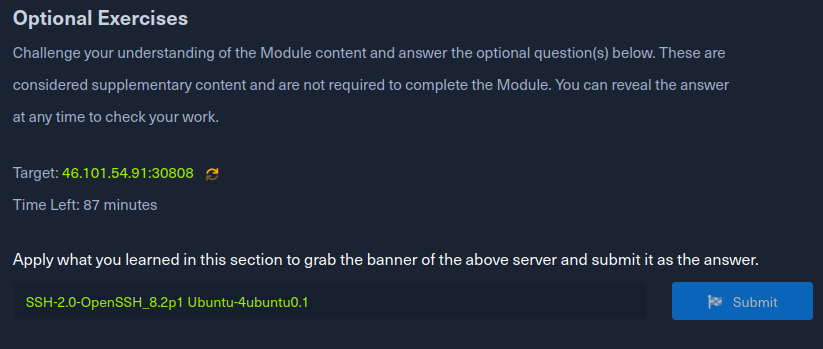 Optional Exercises
Challenge your understanding of the Module content and answer the optional question(s) below. These are
considered supplementary content and are not required to complete the Module. You can reveal the answer
at any time to check your work.
Target: 46.101.54.91:30808
Time Left: 87 minutes
Apply what you learned in this section to grab the banner of the above server and submit it as the answer.
SSH-2.0-OpenSSH_8.2p1 Ubuntu-4ubuntu0.1
Submit